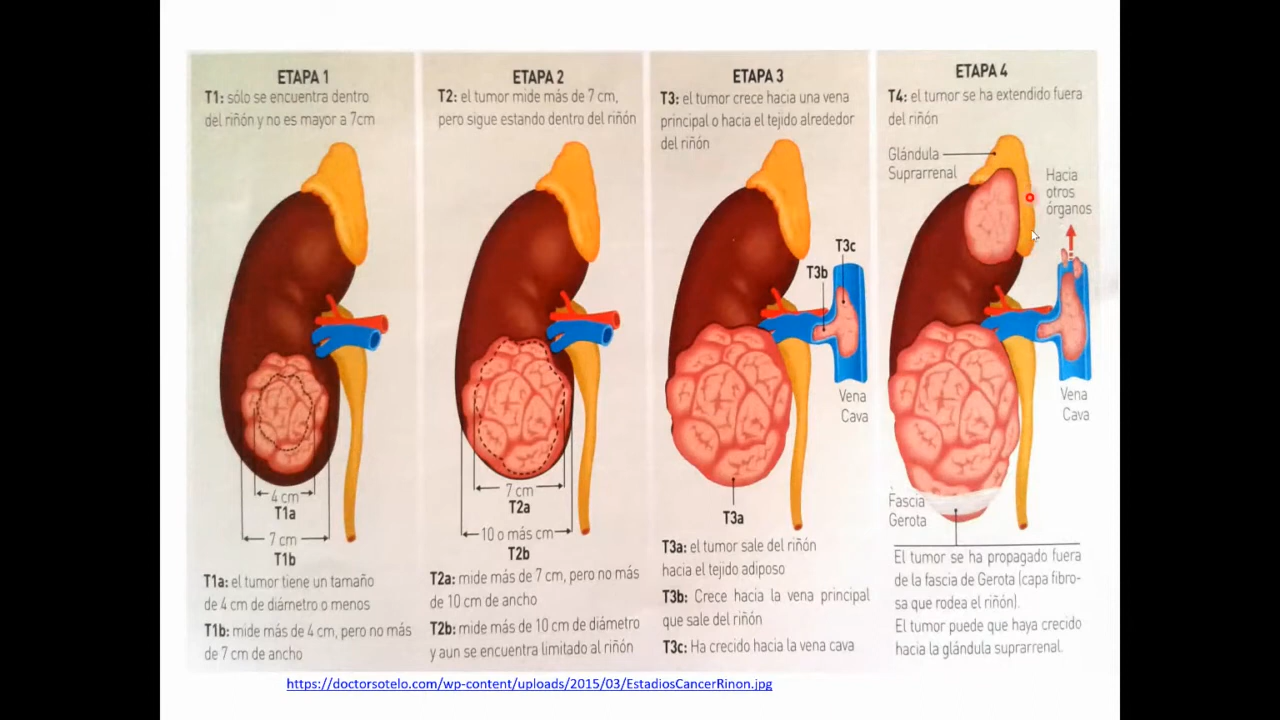 ETAPA 1
T1: sólo se encuentra dentro
del riñón y no es mayor a 7cm
4 cm
T1a
7 cm
T1b
T1a: el tumor tiene un tamaño
de 4 cm de diámetro o menos
T1b: mide más de 4 cm, pero no más
de 7 cm de ancho
ETAPA 2
T2: el tumor mide más de 7 cm,
pero sigue estando dentro del riñón
7 cm
T2a
10 o más cm
T2b
T2a: mide más de 7 cm, pero no más
de 10 cm de ancho
T2b: mide más de 10 cm de diámetro
y aun se encuentra limitado al riñón
ETAPA 3
T3: el tumor crece hacia una vena
principal o hacia el tejido alrededor
del riñón
T3c
T3b
Vena
Cava
T3a
T3a: el tumor sale del riñón
hacia el tejido adiposo
T3b: Crece hacia la vena principal
que sale del riñón
T3c: Ha crecido hacia la vena cava
ETAPA 4
T4: el tumor se ha extendido fuera
del riñón
Glándula
Suprarrenal
Hacia
otros
órganos
Vena
Cava
Fascia
Gerota
El tumor se ha propagado fuera
de la fascia de Gerota (capa fibro-
sa que rodea el riñón).
El tumor puede que haya crecido
hacia la glándula suprarrenal.
https://doctorsotelo.com/wp-content/uploads/2015/03/EstadiosCancerRinon.jpg